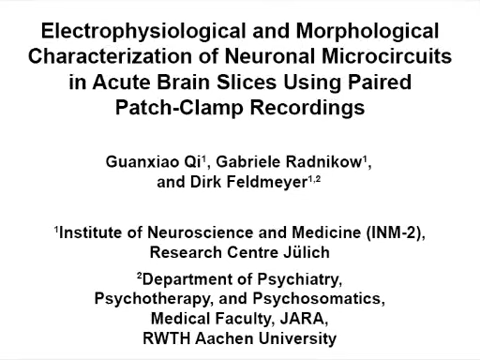 Electrophysiological and Morphological
Characterization of Neuronal Microcircuits
in Acute Brain Slices Using Paired
Patch-Clamp Recordings
Guanxiao Qi¹, Gabriele Radnikow¹,
and Dirk Feldmeyer¹,²
¹Institute of Neuroscience and Medicine (INM-2),
Research Centre Jülich
²Department of Psychiatry,
Psychotherapy, and Psychosomatics,
Medical Faculty, JARA,
RWTH Aachen University